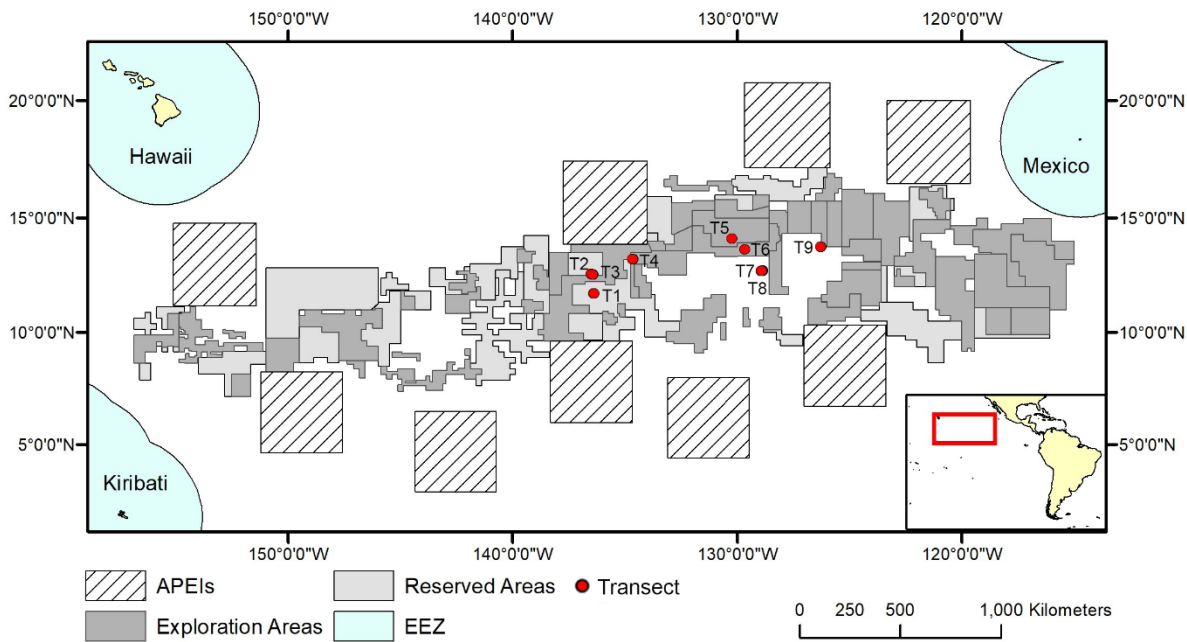 150°0'0"W 140°0'0"W 130°0'0"W 120°0'0"W
20°0'0"N 20°0'0"N
Hawaii Mexico
15°0'0"N 15°0'0"N
T5
T6 T9
T2 T3 T4
T7
T8
T1
10°0'0"N 10°0'0"N
5°0'0"N 5°0'0"N
Kiribati
150°0'0"W 140°0'0"W 130°0'0"W 120°0'0"W
APEIs Reserved Areas Transect
Exploration Areas EEZ
0 250 500 1,000 Kilometers